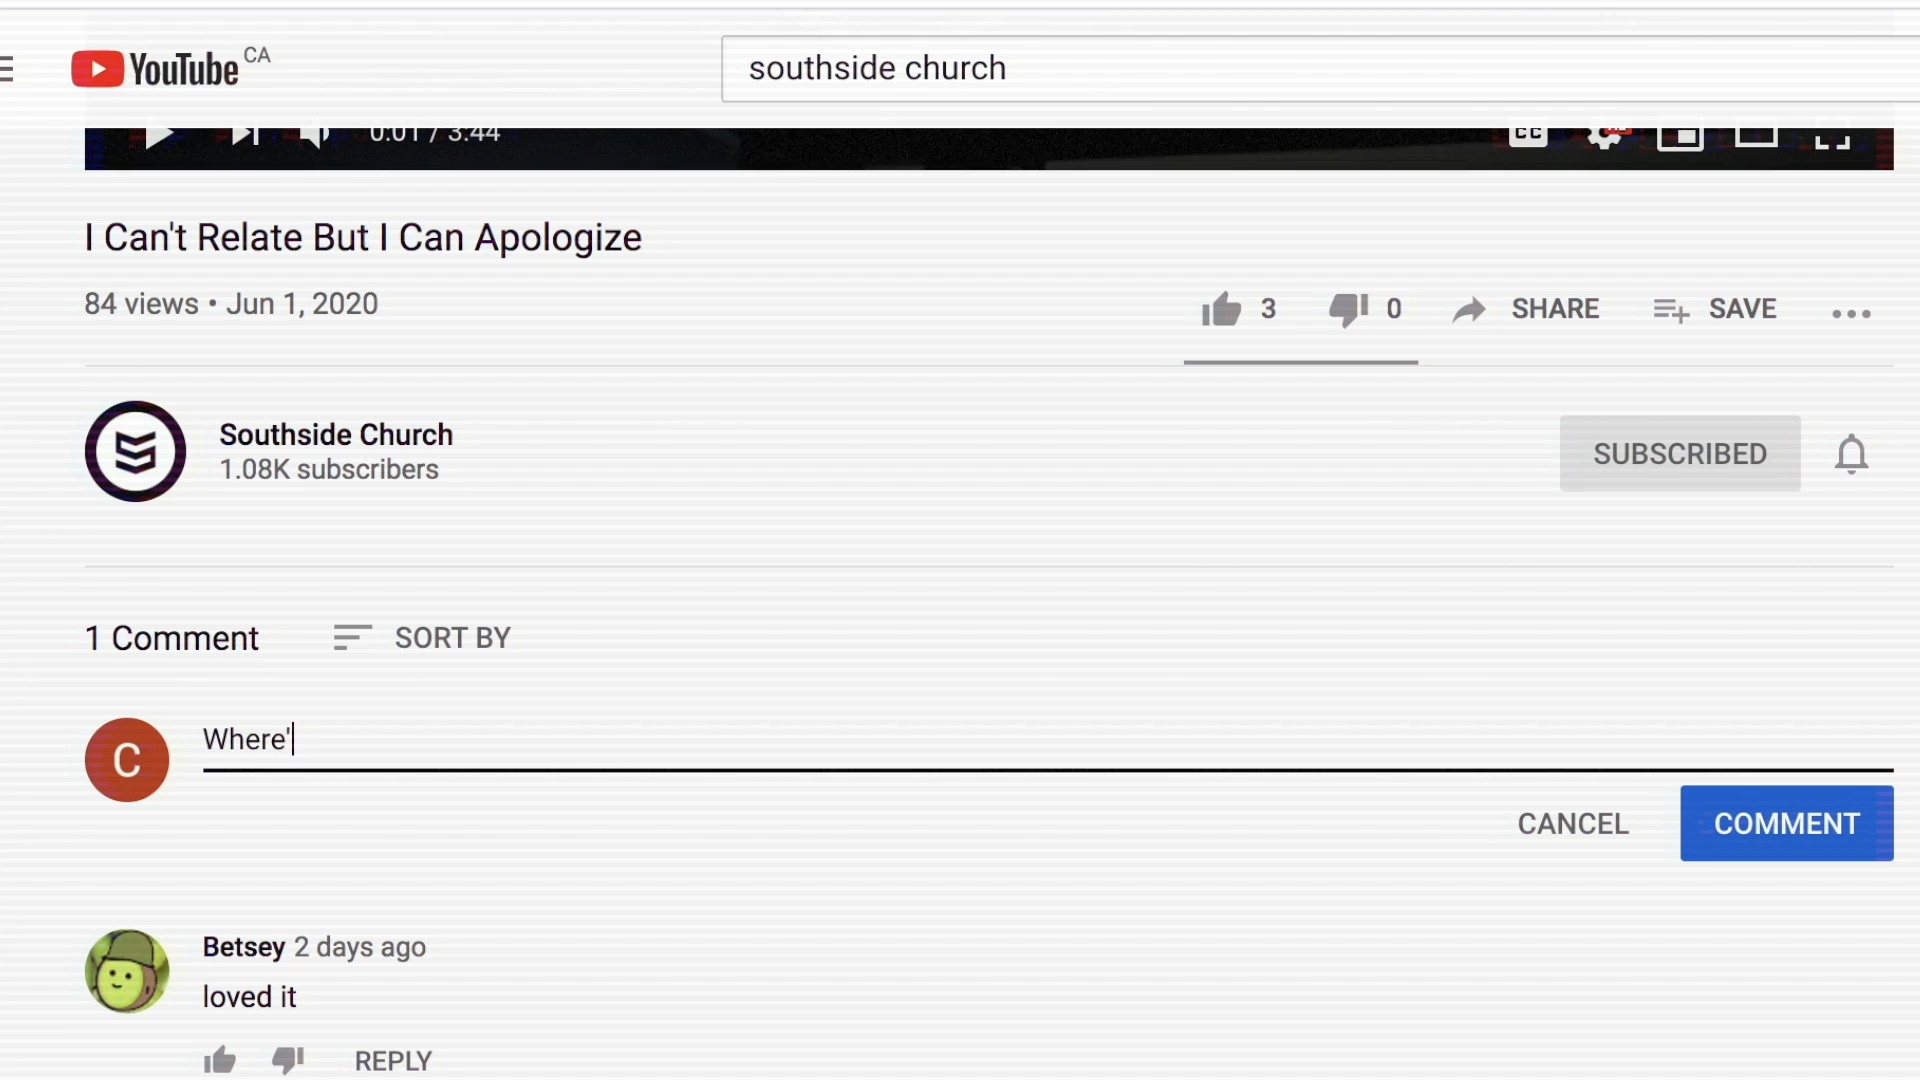 YouTube CA
southside church
0:01 / 3:44
CC
I Can't Relate But I Can Apologize
84 views • Jun 1, 2020
3
0
SHARE
SAVE
Southside Church
1.08K subscribers
SUBSCRIBED
1 Comment
SORT BY
C
Where'
CANCEL
COMMENT
Betsey 2 days ago
loved it
REPLY